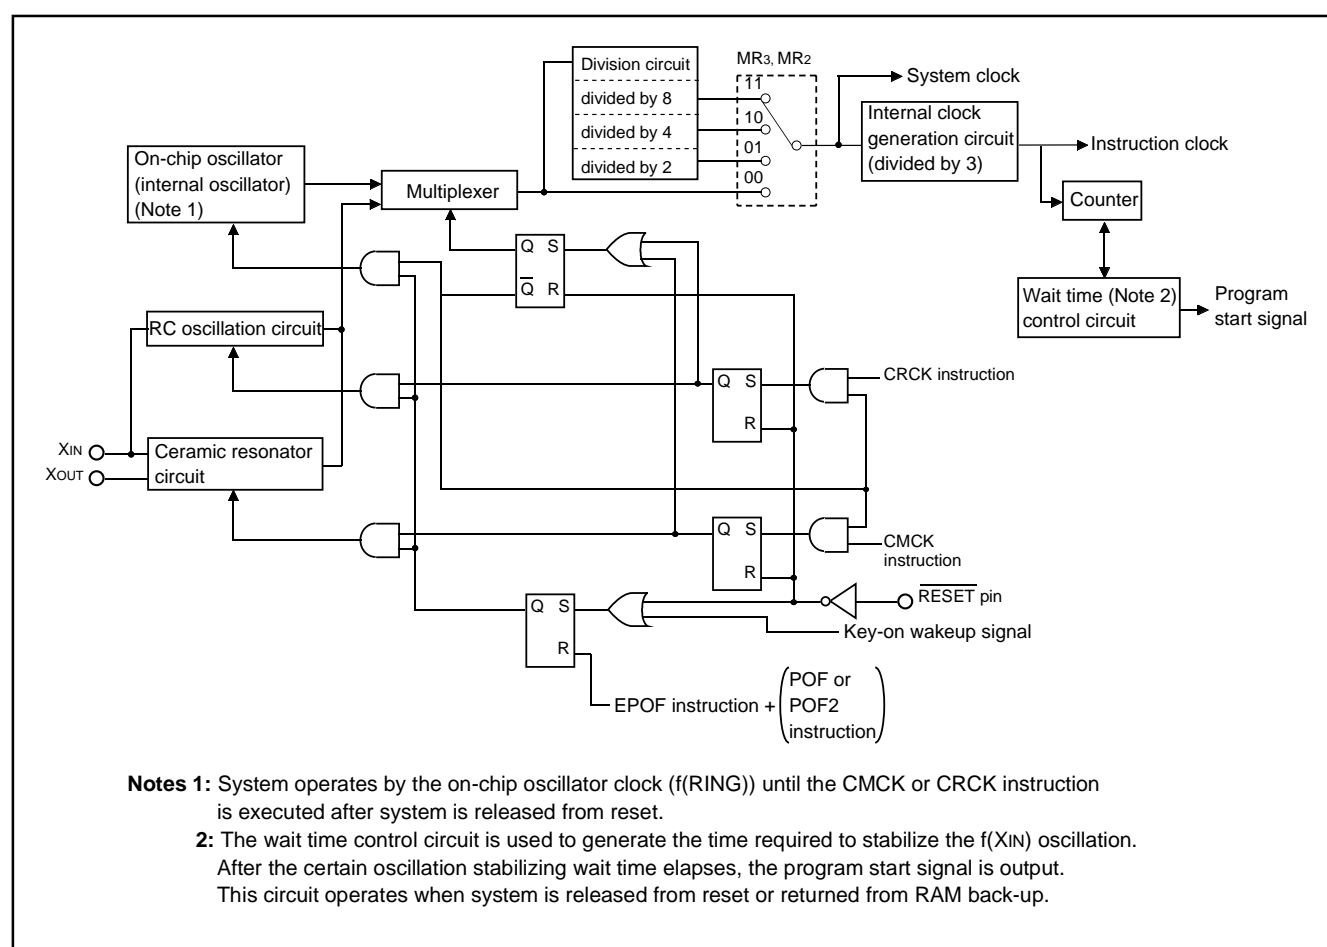 Division circuit
divided by 8
divided by 4
divided by 2
MR3, MR2
11
10
01
00
System clock
Internal clock
generation circuit
(divided by 3)
Instruction clock
Counter
Wait time (Note 2)
control circuit
Program
start signal
On-chip oscillator
(internal oscillator)
(Note 1)
Multiplexer
Q S
Q R
RC oscillation circuit
Q S
R
CRCK instruction
XIN
XOUT
Ceramic resonator
circuit
Q S
R
CMCK
instruction
RESET pin
Q S
R
Key-on wakeup signal
EPOF instruction + (POF or
POF2
instruction)
Notes 1: System operates by the on-chip oscillator clock (f(RING)) until the CMCK or CRCK instruction
is executed after system is released from reset.
2: The wait time control circuit is used to generate the time required to stabilize the f(XIN) oscillation.
After the certain oscillation stabilizing wait time elapses, the program start signal is output.
This circuit operates when system is released from reset or returned from RAM back-up.